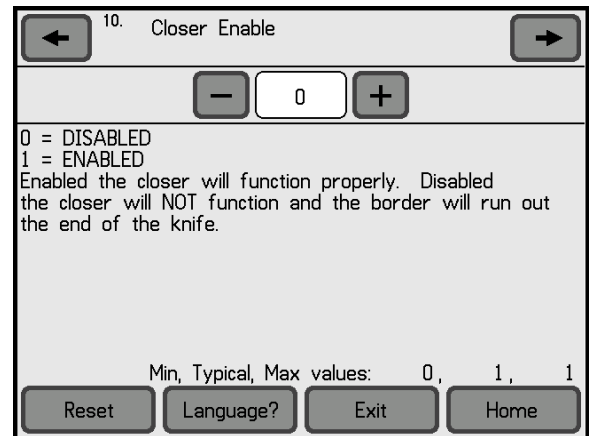 10. Closer Enable
0
0 = DISABLED
1 = ENABLED
Enabled the closer will function properly. Disabled
the closer will NOT function and the border will run out
the end of the knife.
Min, Typical, Max values: 0, 1, 1
Reset Language? Exit Home